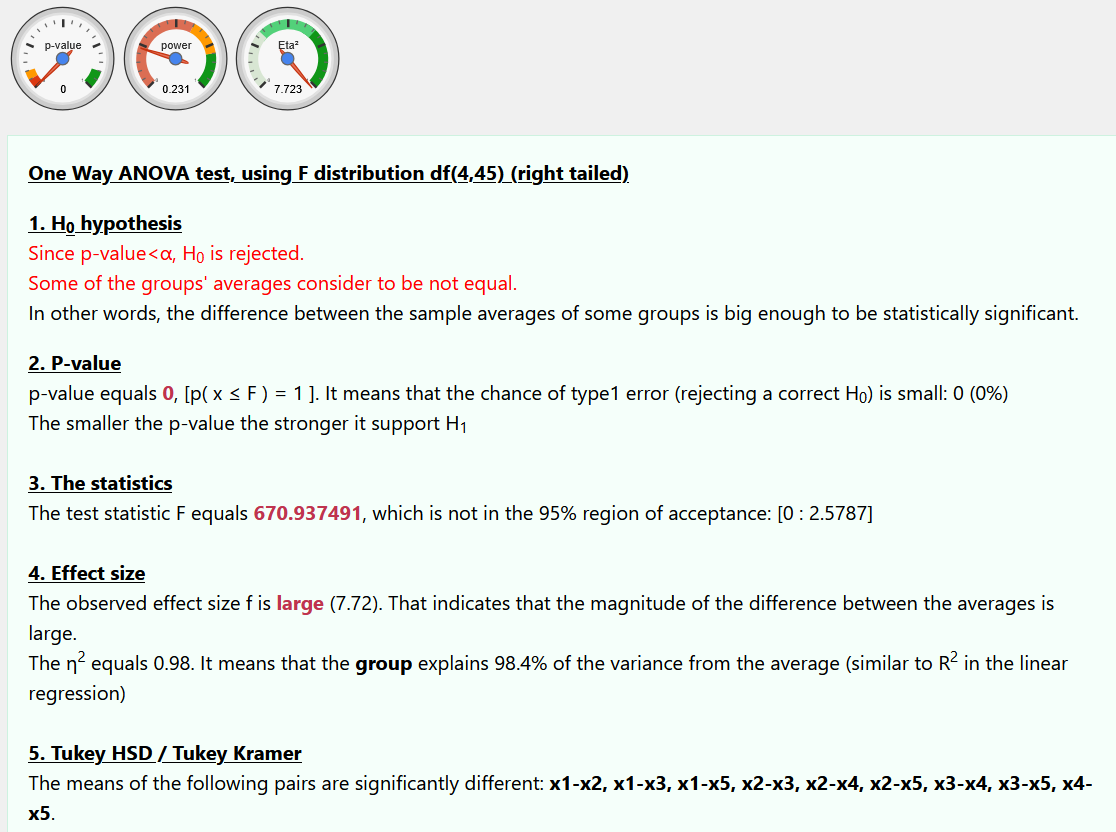 p-value
0
power
0.231
Eta²
7.723
One Way ANOVA test, using F distribution df(4,45) (right tailed)
1. H₀ hypothesis
Since p-value<α, H₀ is rejected.
Some of the groups' averages consider to be not equal.
In other words, the difference between the sample averages of some groups is big enough to be statistically significant.
2. P-value
p-value equals 0, [p( x ≤ F ) = 1 ]. It means that the chance of type1 error (rejecting a correct H₀) is small: 0 (0%)
The smaller the p-value the stronger it support H₁
3. The statistics
The test statistic F equals 670.937491, which is not in the 95% region of acceptance: [0 : 2.5787]
4. Effect size
The observed effect size f is large (7.72). That indicates that the magnitude of the difference between the averages is
large.
The η² equals 0.98. It means that the group explains 98.4% of the variance from the average (similar to R² in the linear
regression)
5. Tukey HSD / Tukey Kramer
The means of the following pairs are significantly different: x1-x2, x1-x3, x1-x5, x2-x3, x2-x4, x2-x5, x3-x4, x3-x5, x4-
x5.